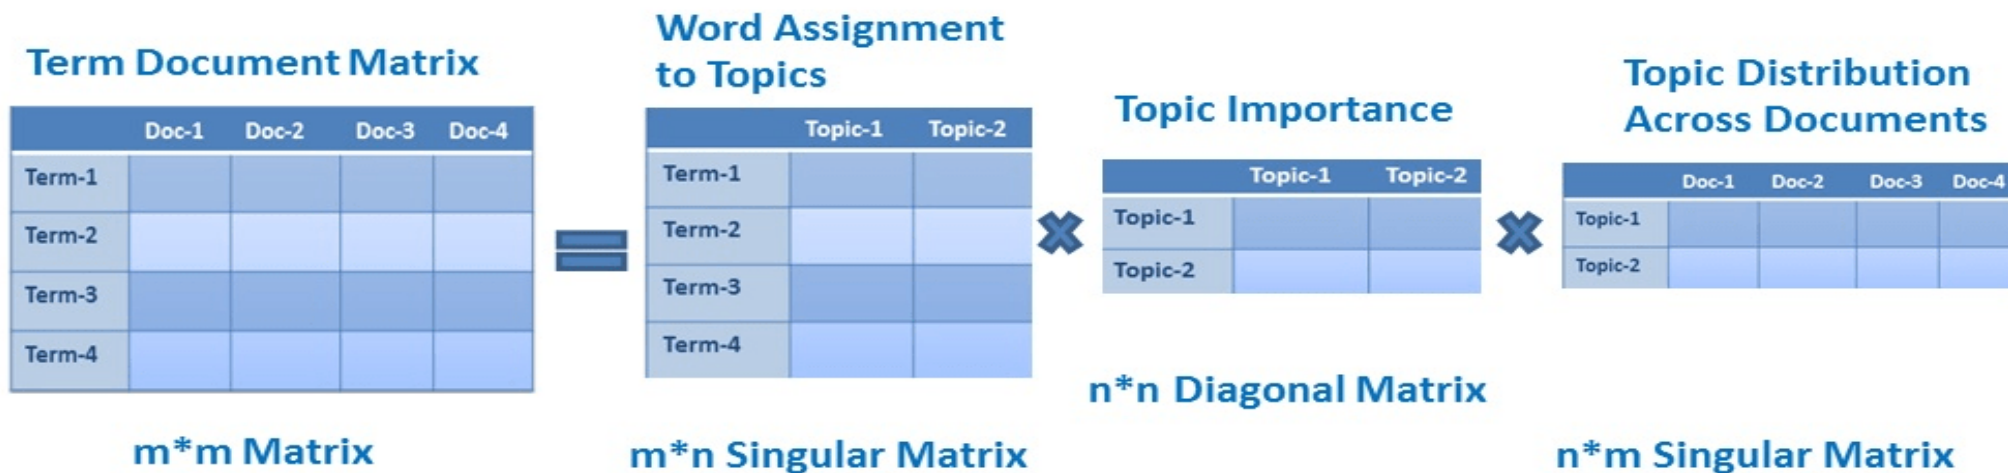 Term Document Matrix
Doc-1 Doc-2 Doc-3 Doc-4
Term-1
Term-2
Term-3
Term-4
m*m Matrix
Word Assignment
to Topics
Topic-1 Topic-2
Term-1
Term-2
Term-3
Term-4
m*n Singular Matrix
Topic Importance
Topic-1 Topic-2
Topic-1
Topic-2
n*n Diagonal Matrix
Topic Distribution
Across Documents
Doc-1 Doc-2 Doc-3 Doc-4
Topic-1
Topic-2
n*m Singular Matrix